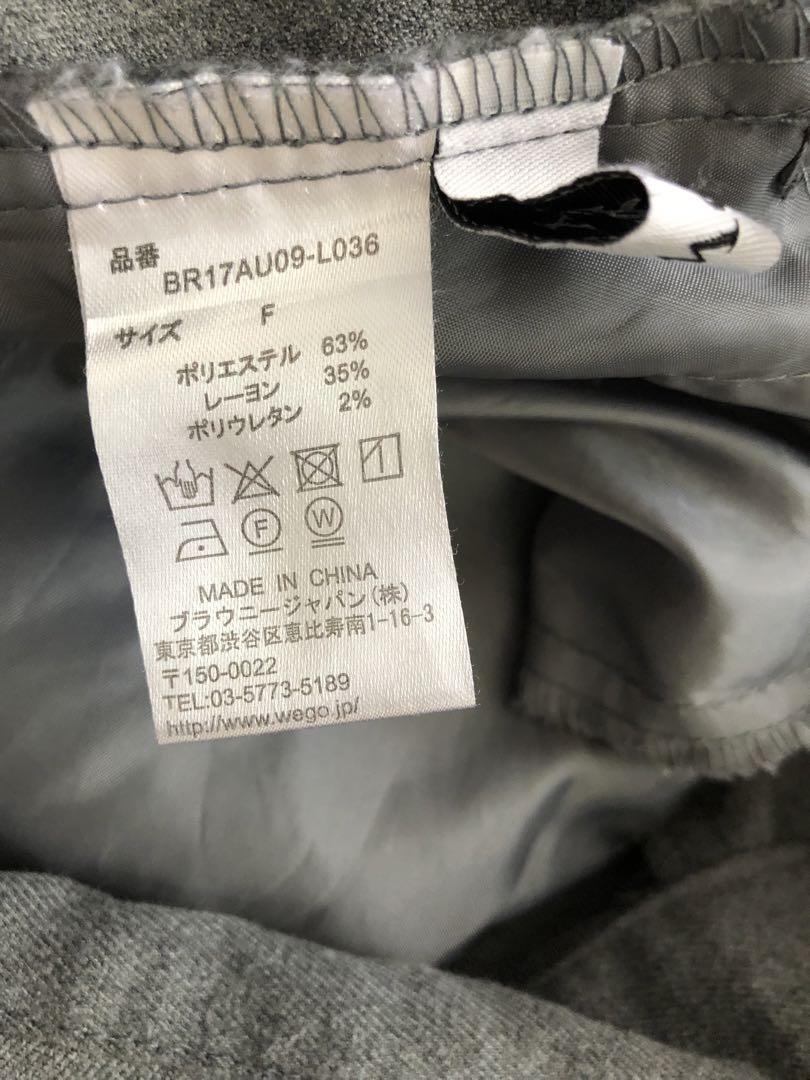 品番
BR17AU09-L036
サイズ F
ポリエステル 63%
レーヨン 35%
ポリウレタン 2%
F W
MADE IN CHINA
ブラウニージャパン(株)
東京都渋谷区恵比寿南1-16-3
〒150-0022
TEL:03-5773-5189
http://www.wego.jp/